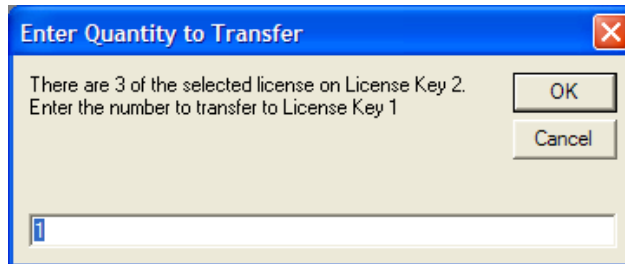 Enter Quantity to Transfer
There are 3 of the selected license on License Key 2.
Enter the number to transfer to License Key 1
OK
Cancel
1